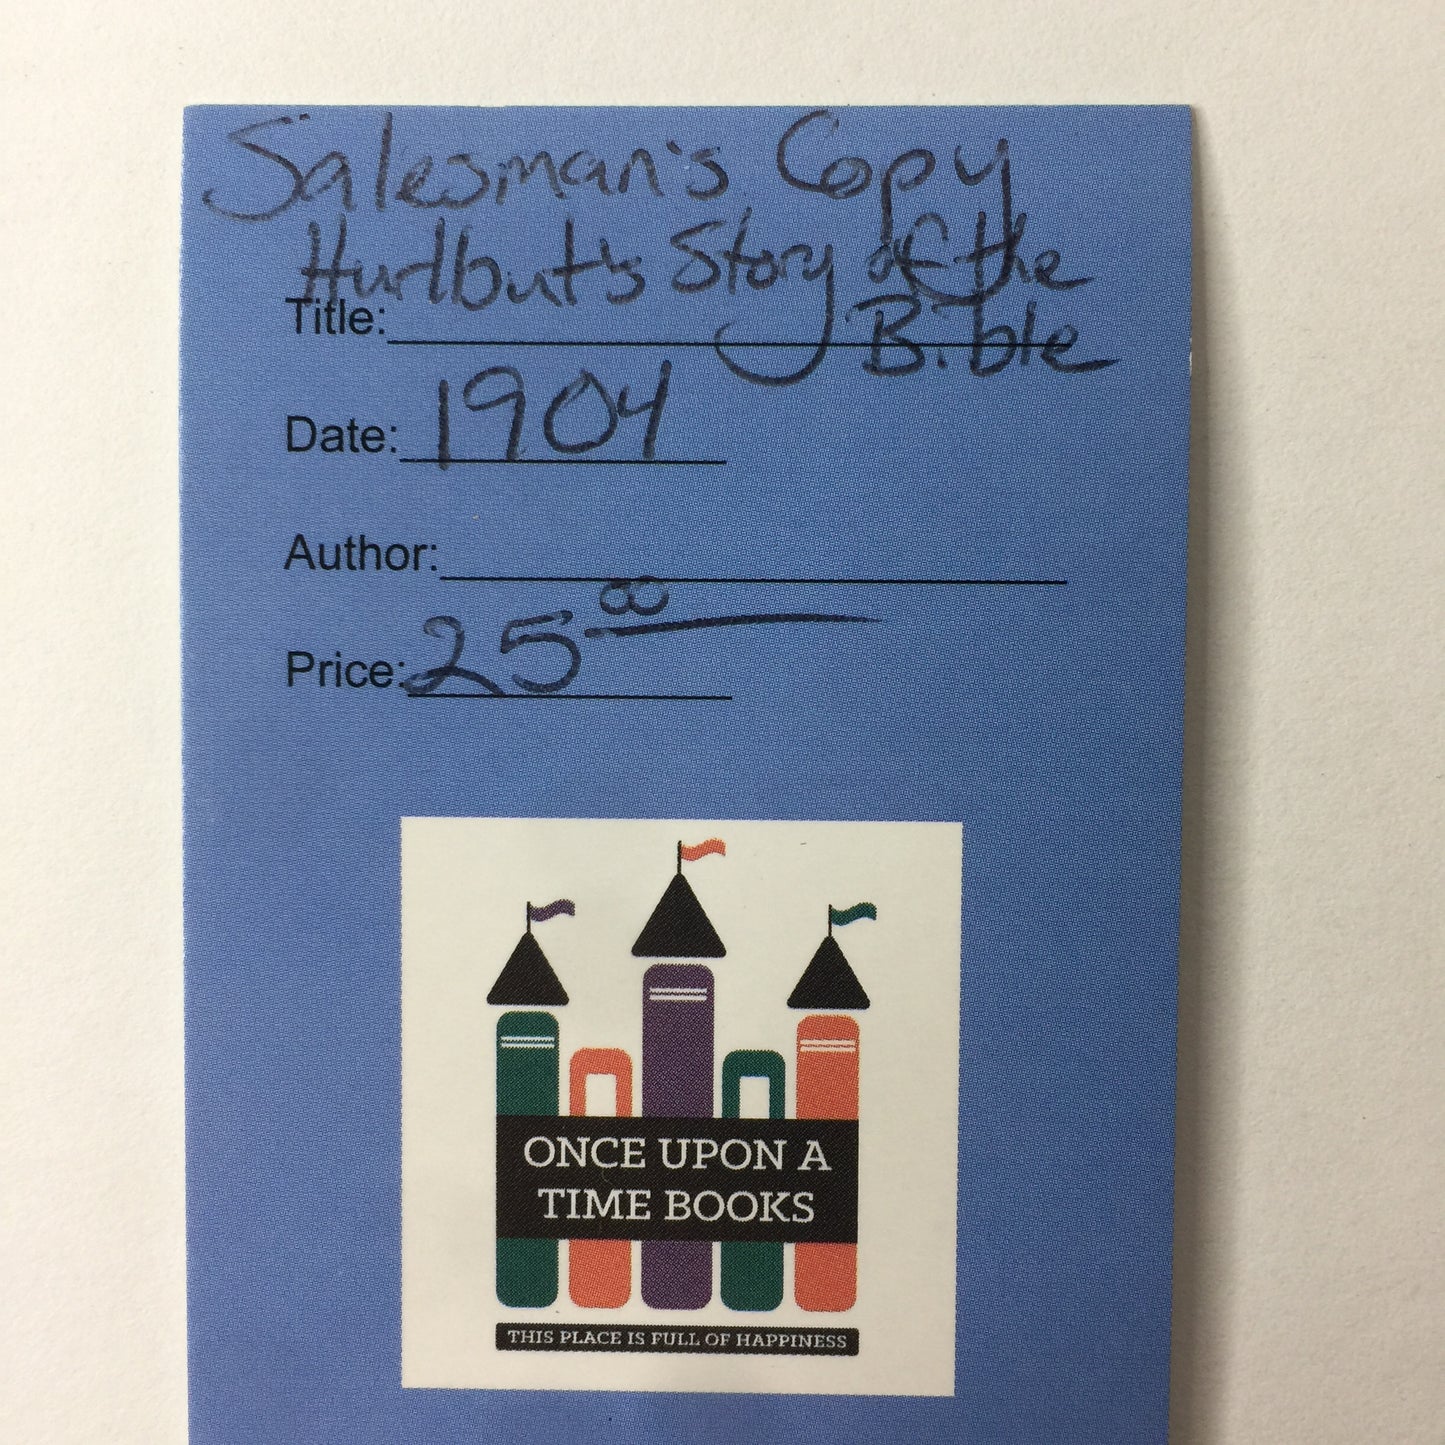 Salesman's Copy
Hurlbut's Story of the
Bible
Title:
Date: 1904
Author:
Price: 25 00
ONCE UPON A
TIME BOOKS
THIS PLACE IS FULL OF HAPPINESS